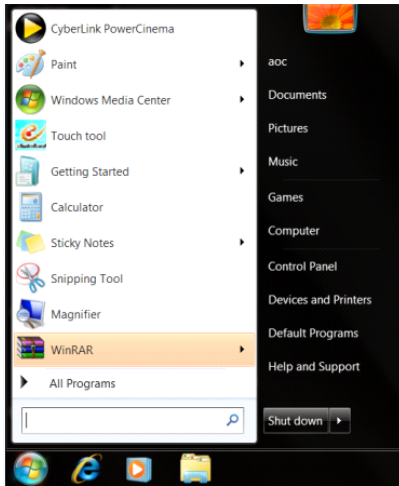 CyberLink PowerCinema
Paint
Windows Media Center
Touch tool
Getting Started
Calculator
Sticky Notes
Snipping Tool
Magnifier
WinRAR
All Programs
aoc
Documents
Pictures
Music
Games
Computer
Control Panel
Devices and Printers
Default Programs
Help and Support
Shut down